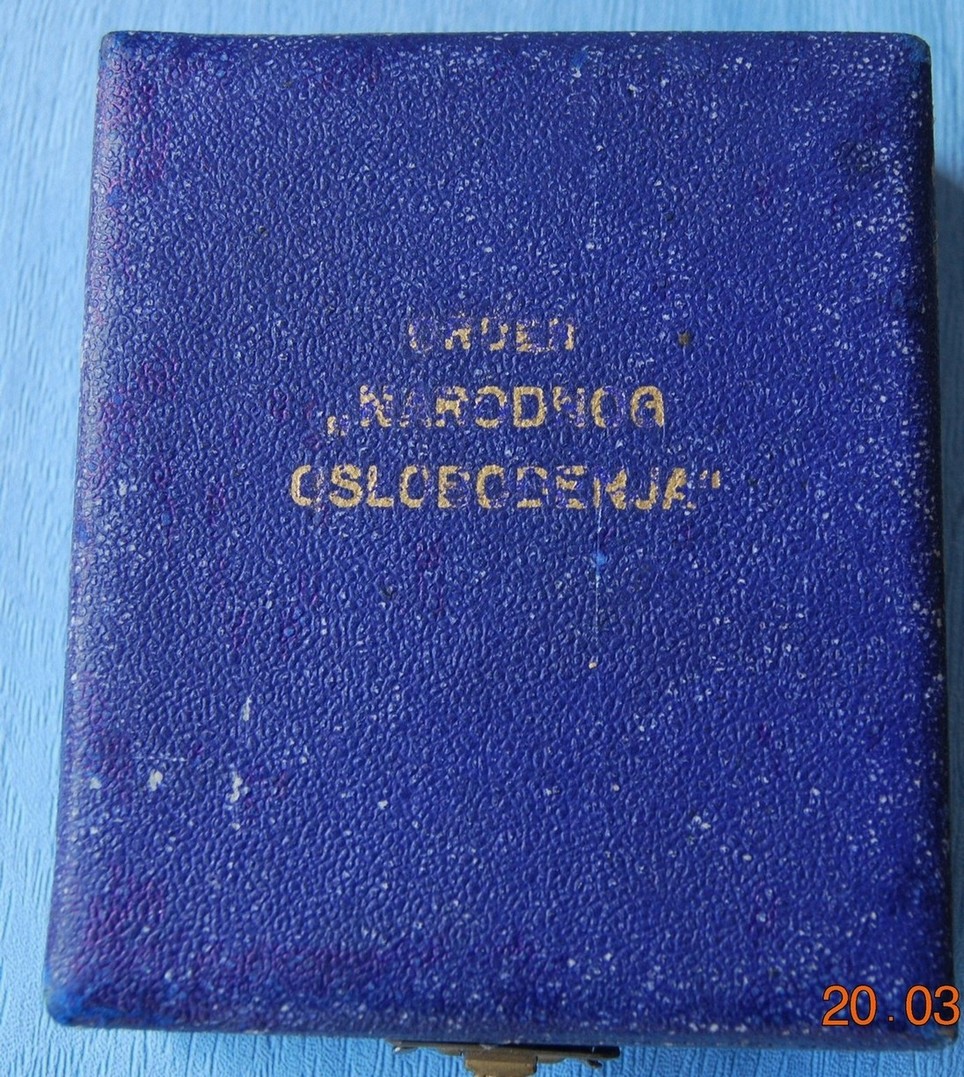 ORDEN
„NARODNOG
OSLOBOĐENJA"
20.03